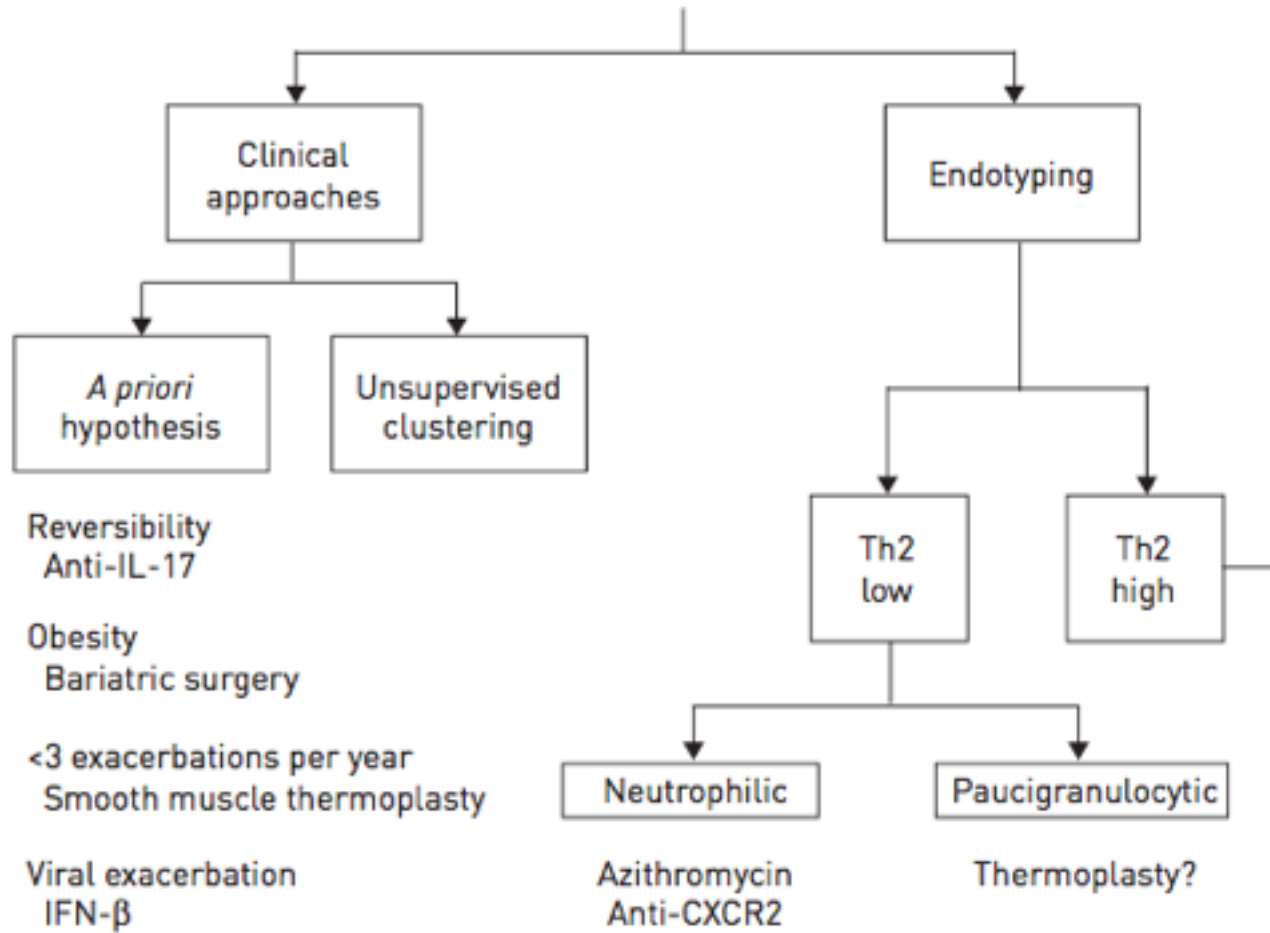 Clinical
approaches
Endotyping
A priori
hypothesis
Unsupervised
clustering
Reversibility
Anti-IL-17
Obesity
Bariatric surgery
<3 exacerbations per year
Smooth muscle thermoplasty
Viral exacerbation
IFN-β
Th2
low
Th2
high
Neutrophilic
Paucigranulocytic
Azithromycin
Anti-CXCR2
Thermoplasty?